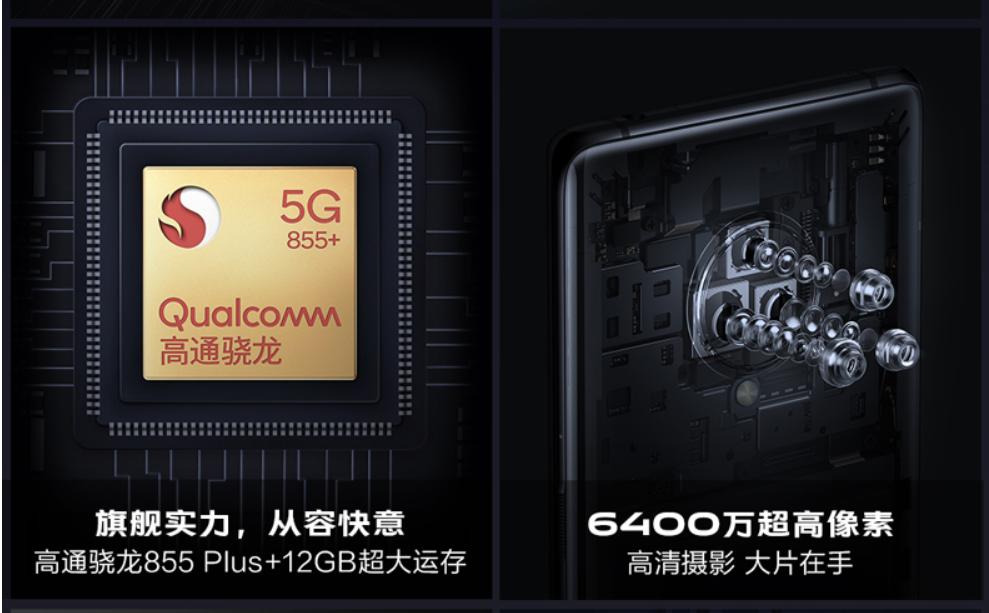 5G
855+
Qualcomm
高通骁龙
旗舰实力，从容快意
高通骁龙855 Plus+12GB超大运存
6400万超高像素
高清摄影 大片在手